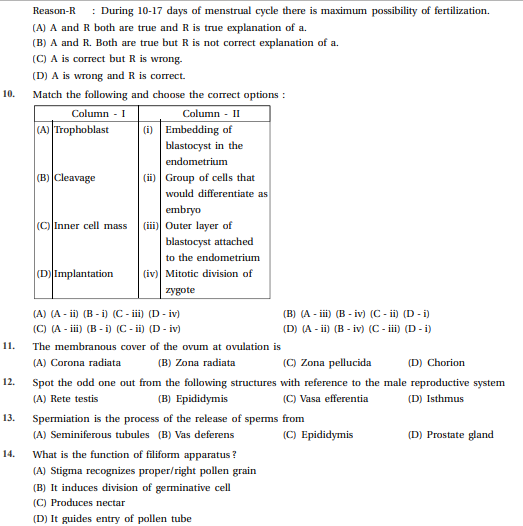 Reason-R : During 10-17 days of menstrual cycle there is maximum possibility of fertilization.
(A) A and R both are true and R is true explanation of a.
(B) A and R. Both are true but R is not correct explanation of a.
(C) A is correct but R is wrong.
(D) A is wrong and R is correct.
10. Match the following and choose the correct options :
Column - I Column - II
(A) Trophoblast (i) Embedding of
blastocyst in the
endometrium
(B) Cleavage (ii) Group of cells that
would differentiate as
embryo
(C) Inner cell mass (iii) Outer layer of
blastocyst attached
to the endometrium
(D) Implantation (iv) Mitotic division of
zygote
(A) (A - ii) (B - i) (C - iii) (D - iv) (B) (A - iii) (B - iv) (C - ii) (D - i)
(C) (A - iii) (B - i) (C - ii) (D - iv) (D) (A - ii) (B - iv) (C - iii) (D - i)
11. The membranous cover of the ovum at ovulation is
(A) Corona radiata (B) Zona radiata (C) Zona pellucida (D) Chorion
12. Spot the odd one out from the following structures with reference to the male reproductive system
(A) Rete testis (B) Epididymis (C) Vasa efferentia (D) Isthmus
13. Spermiation is the process of the release of sperms from
(A) Seminiferous tubules (B) Vas deferens (C) Epididymis (D) Prostate gland
14. What is the function of filiform apparatus ?
(A) Stigma recognizes proper/right pollen grain
(B) It induces division of germinative cell
(C) Produces nectar
(D) It guides entry of pollen tube